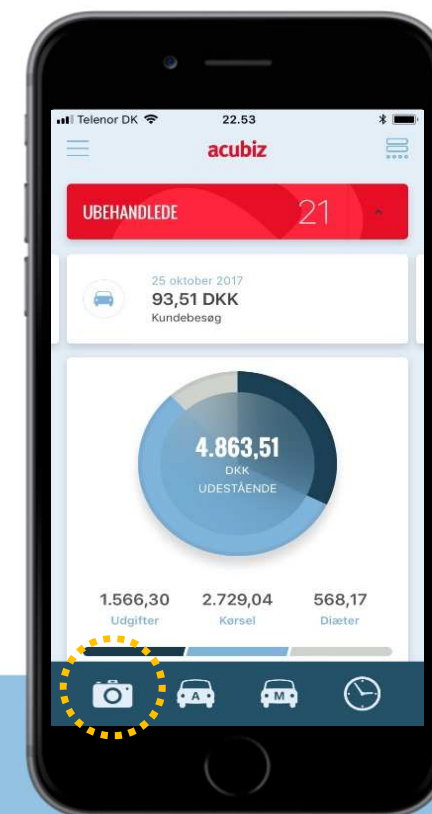 Telenor DK 22.53
acubiz
UBEHANDLEDE 21
25 oktober 2017
93,51 DKK
Kundebesøg
4.863,51
DKK
UDESTÅENDE
1.566,30 2.729,04 568,17
Udgifter Kørsel Diæter
A M